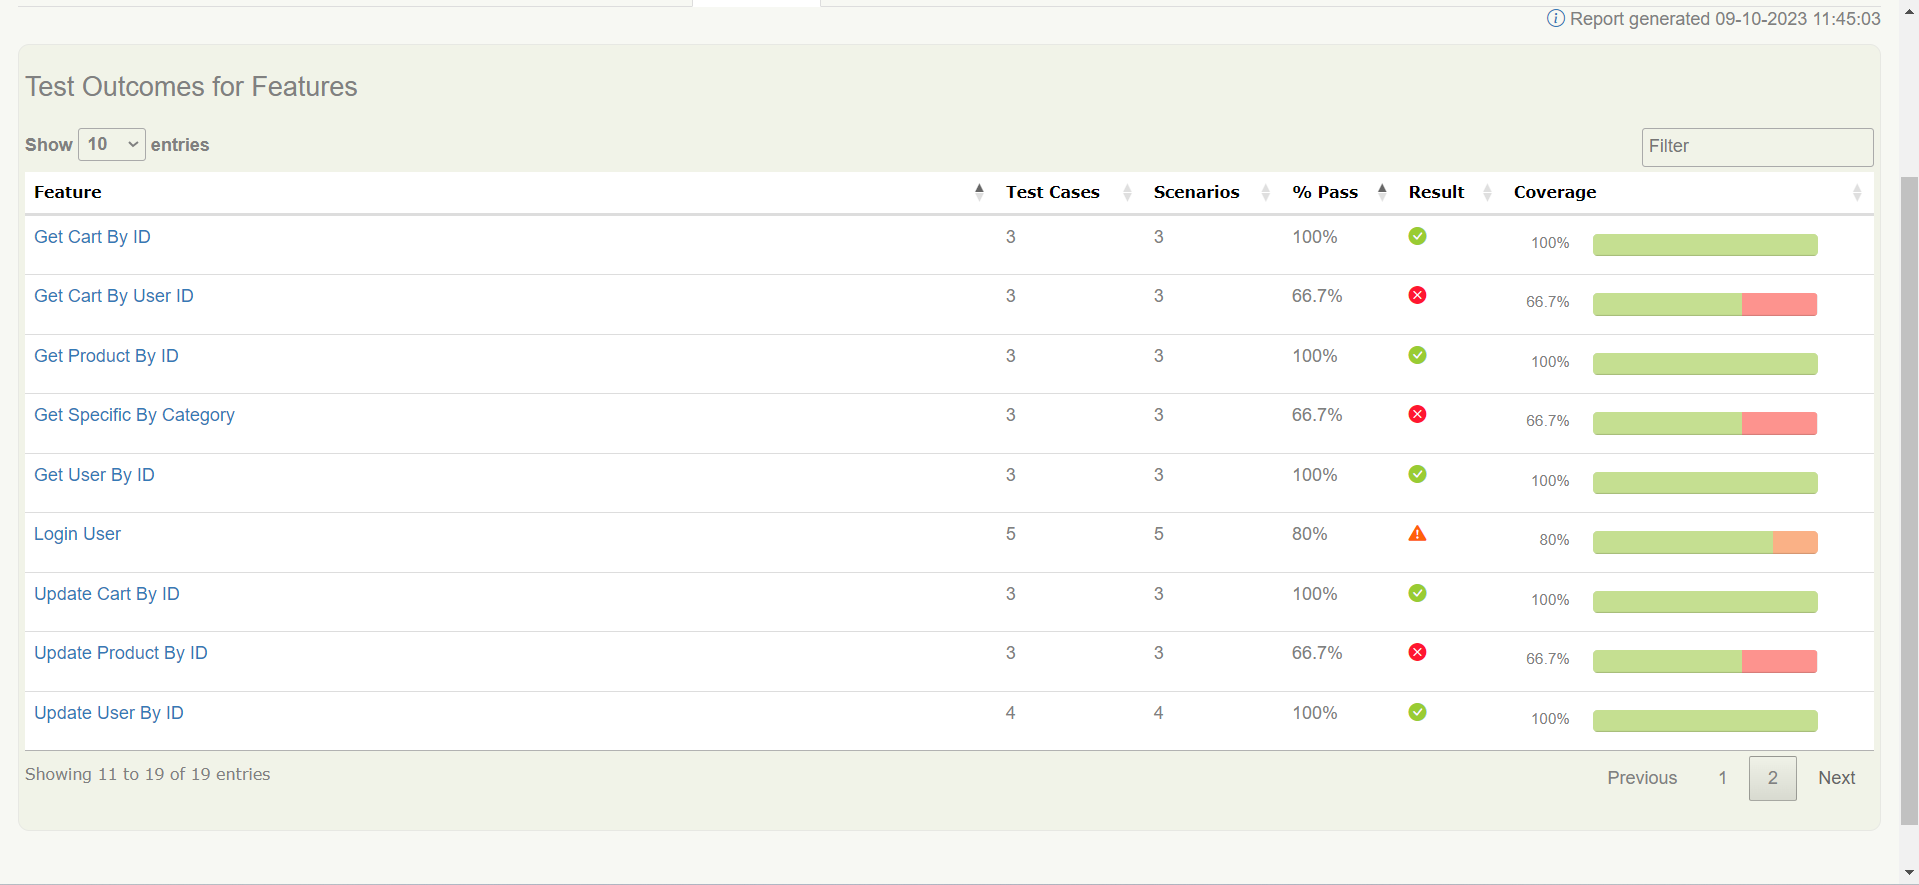 Report generated 09-10-2023 11:45:03
Test Outcomes for Features
Show 10 entries
Filter
Feature Test Cases Scenarios % Pass Result Coverage
Get Cart By ID 3 3 100% 100%
Get Cart By User ID 3 3 66.7% 66.7%
Get Product By ID 3 3 100% 100%
Get Specific By Category 3 3 66.7% 66.7%
Get User By ID 3 3 100% 100%
Login User 5 5 80% 80%
Update Cart By ID 3 3 100% 100%
Update Product By ID 3 3 66.7% 66.7%
Update User By ID 4 4 100% 100%
Showing 11 to 19 of 19 entries
Previous 1 2 Next